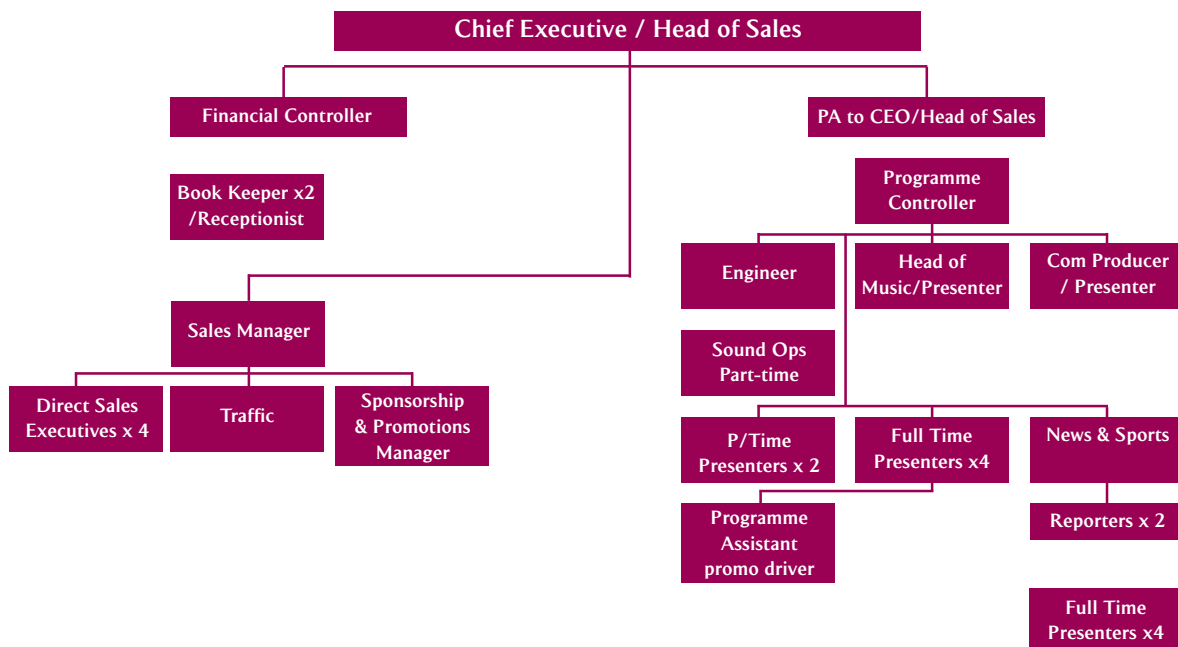 Chief Executive / Head of Sales
Financial Controller
PA to CEO/Head of Sales
Book Keeper x2
/Receptionist
Programme
Controller
Engineer
Head of
Music/Presenter
Com Producer
/ Presenter
Sales Manager
Sound Ops
Part-time
Direct Sales
Executives x 4
Traffic
Sponsorship
& Promotions
Manager
P/Time
Presenters x 2
Full Time
Presenters x4
News & Sports
Programme
Assistant
promo driver
Reporters x 2
Full Time
Presenters x4